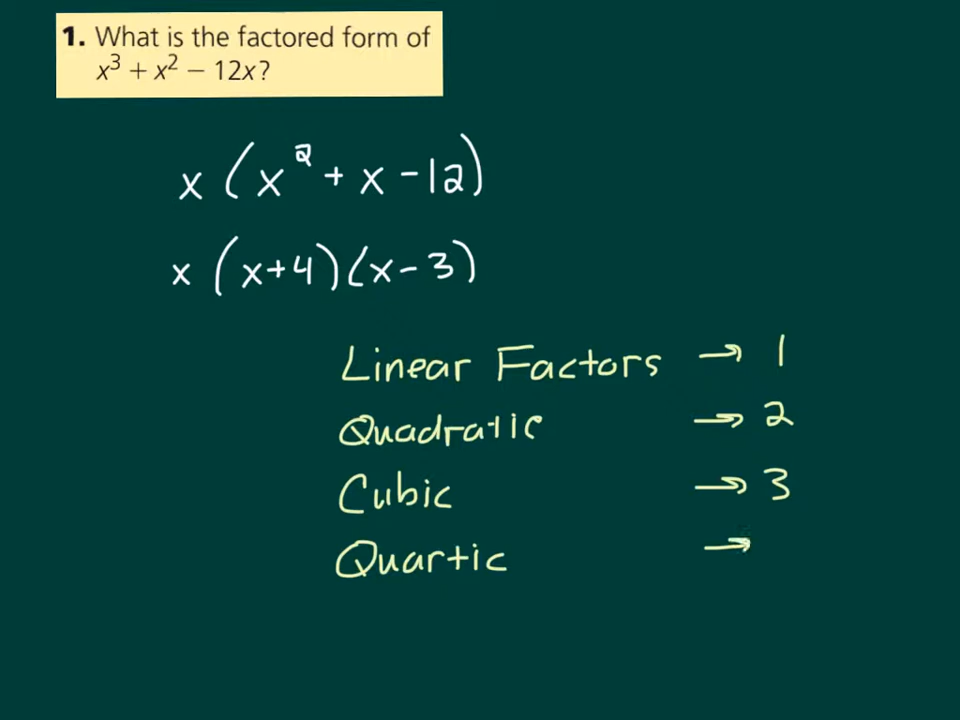 1. What is the factored form of
x³ + x² − 12x?
x (x² + x − 12)
x (x+4)(x−3)
Linear Factors → 1
Quadratic → 2
Cubic → 3
Quartic →